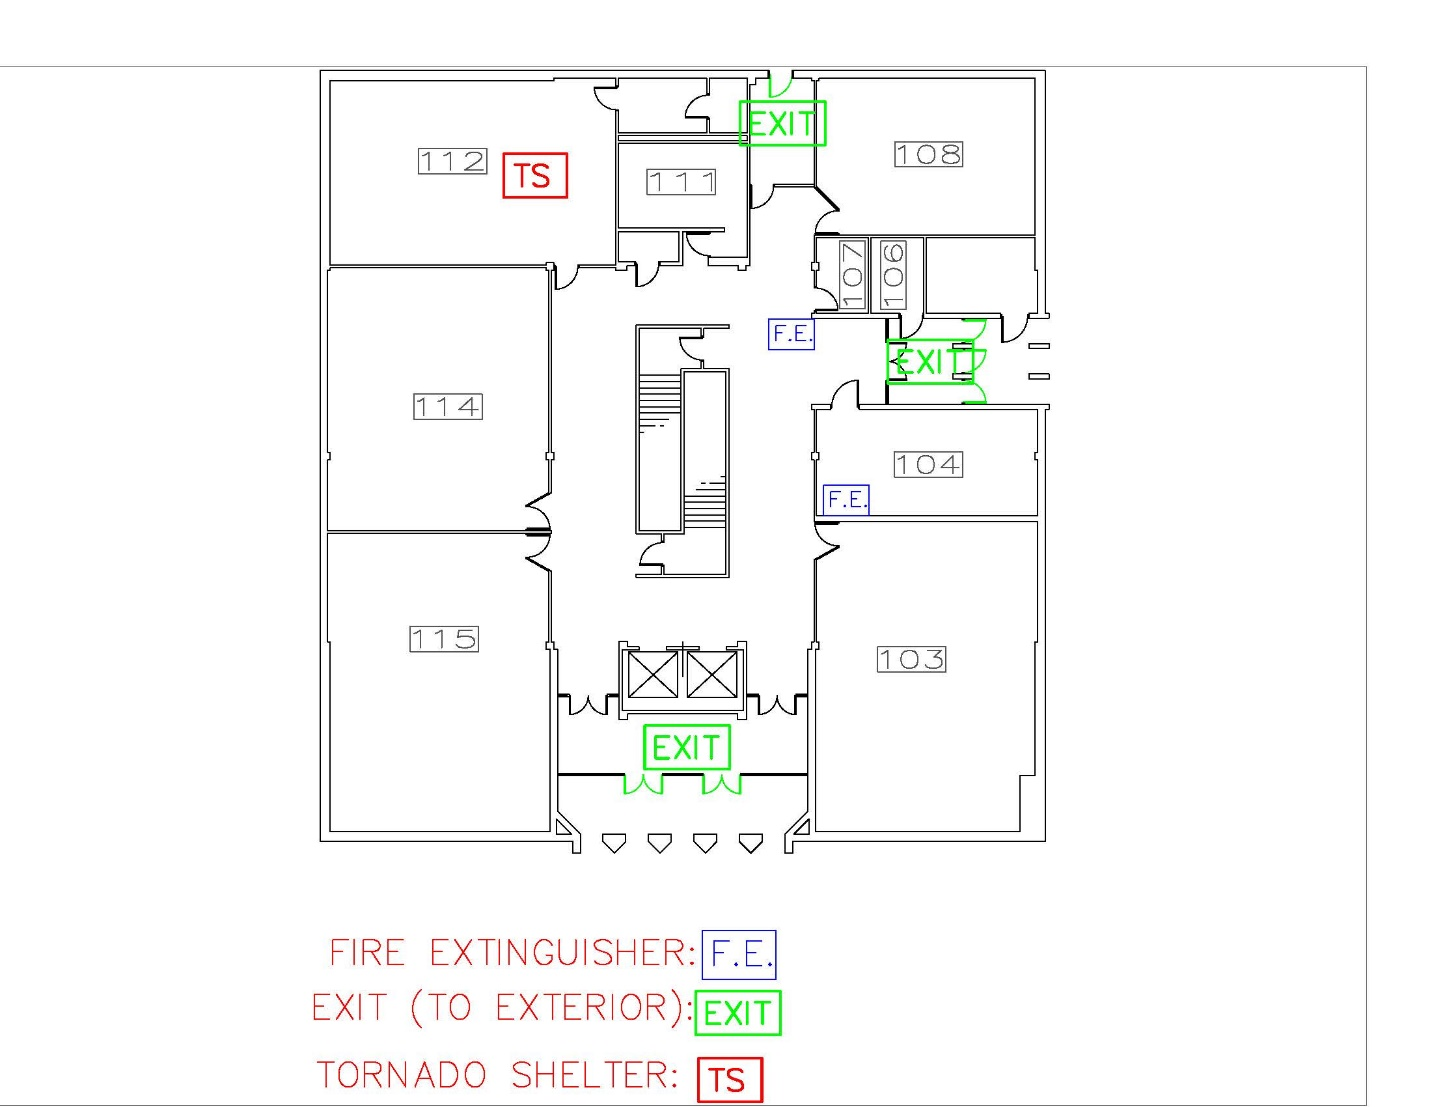 EXIT
112
TS
111
108
107
106
F.E.
EXIT
114
104
F.E.
115
103
EXIT
FIRE EXTINGUISHER: F.E.
EXIT (TO EXTERIOR): EXIT
TORNADO SHELTER: TS